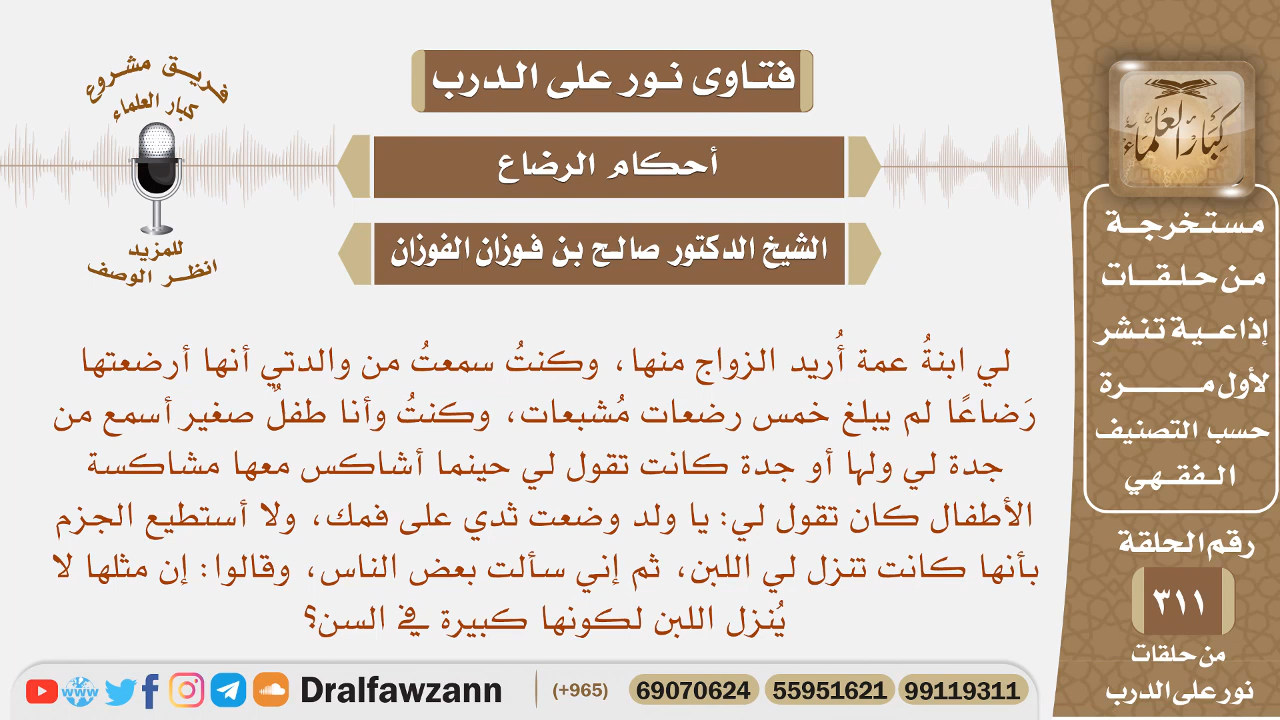 فتاوى نور على الدرب
أحكام الرضاع
الشيخ الدكتور صالح بن فوزان الفوزان
فريق مشروع
كبار العلماء
للمزيد
انظر الوصف
لي ابنةُ عمة أُريد الزواج منها، وكنتُ سمعتُ من والدتي أنها أرضعتها
رَضاعًا لم يبلغ خمس رضعات مُشبعات، وكنتُ وأنا طفلٌ صغير أسمع من
جدة لي ولها أو جدة كانت تقول لي حينما أشاكس معها مشاكسة
الأطفال كان تقول لي: يا ولد وضعت ثدي على فمك، ولا أستطيع الجزم
بأنها كانت تنزل لي اللبن، ثم إني سألت بعض الناس، وقالوا: إن مثلها لا
يُنزل اللبن لكونها كبيرة في السن؟
كِبَارُ العُلَمَاء
مستخرجة
من حلقات
إذاعية تنشر
لأول مرة
حسب التصنيف
الفقهي
رقم الحلقة
٣١١
من حلقات
نور على الدرب
www
Dralfawzann
(+965)
69070624
55951621
99119311